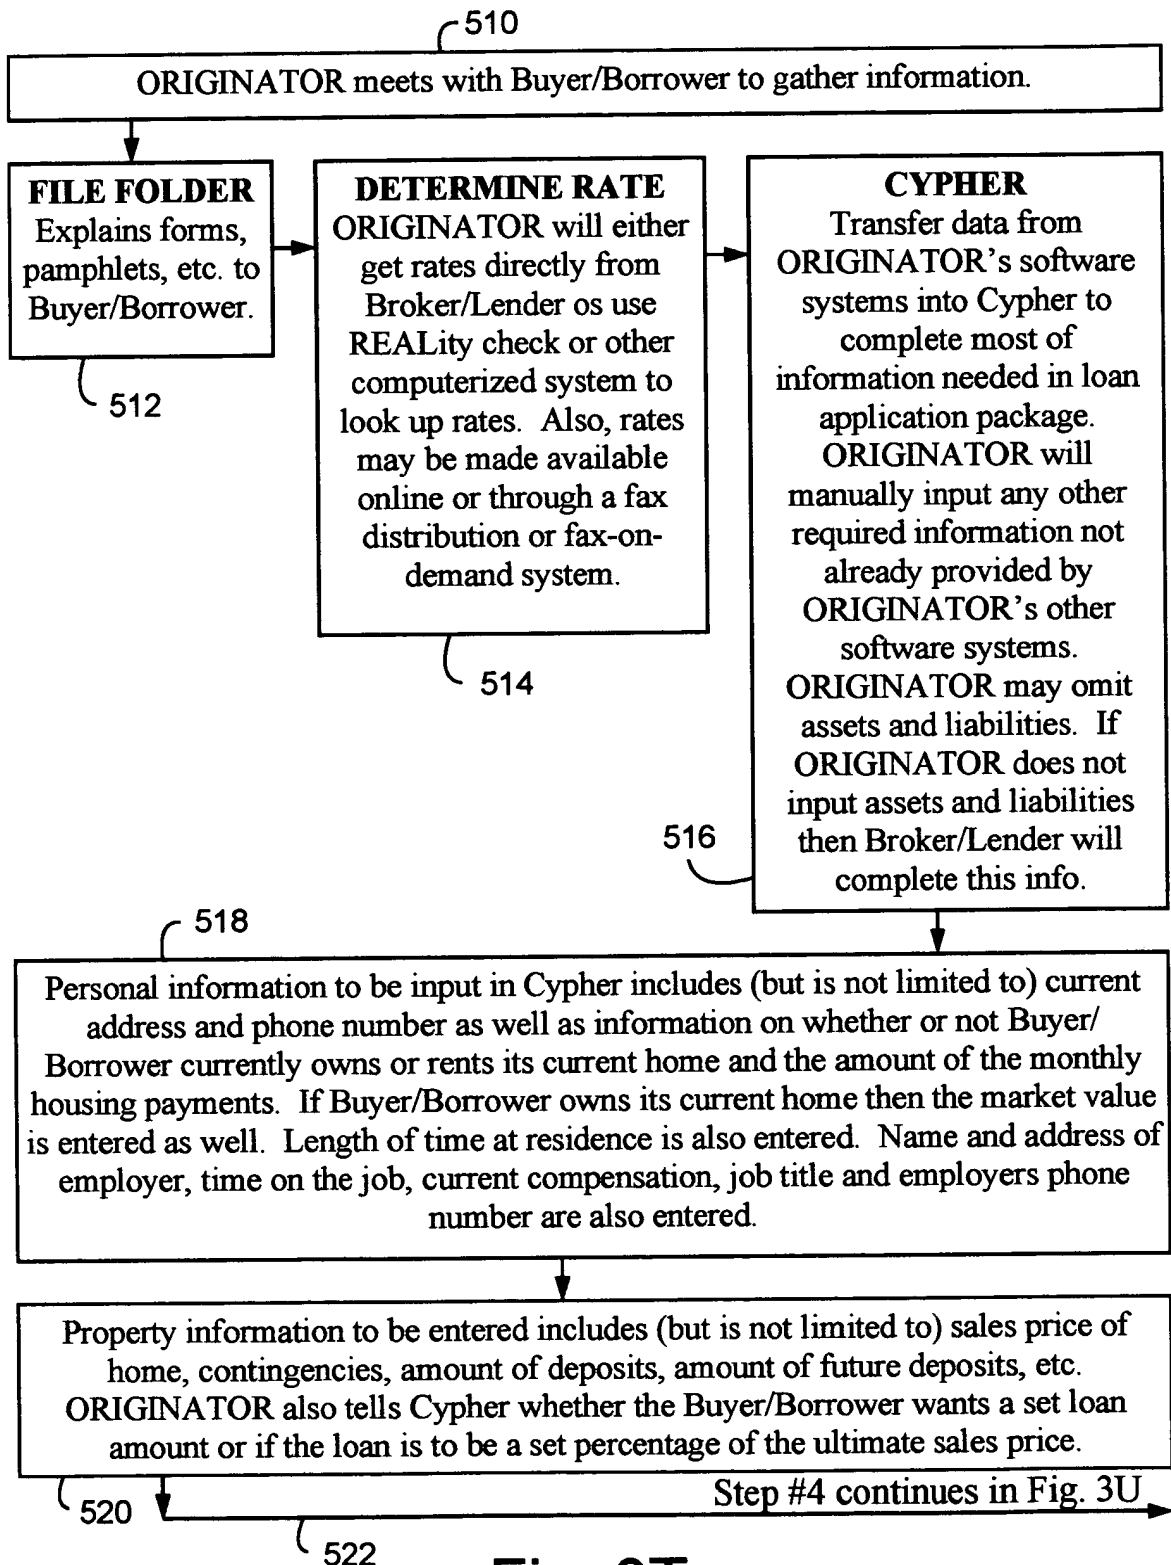 510
ORIGINATOR meets with Buyer/Borrower to gather information.
FILE FOLDER
Explains forms,
pamphlets, etc. to
Buyer/Borrower.
512
DETERMINE RATE
ORIGINATOR will either
get rates directly from
Broker/Lender os use
REALity check or other
computerized system to
look up rates. Also, rates
may be made available
online or through a fax
distribution or fax-on-
demand system.
514
CYPHER
Transfer data from
ORIGINATOR's software
systems into Cypher to
complete most of
information needed in loan
application package.
ORIGINATOR will
manually input any other
required information not
already provided by
ORIGINATOR's other
software systems.
ORIGINATOR may omit
assets and liabilities. If
ORIGINATOR does not
input assets and liabilities
then Broker/Lender will
complete this info.
516
518
Personal information to be input in Cypher includes (but is not limited to) current
address and phone number as well as information on whether or not Buyer/
Borrower currently owns or rents its current home and the amount of the monthly
housing payments. If Buyer/Borrower owns its current home then the market value
is entered as well. Length of time at residence is also entered. Name and address of
employer, time on the job, current compensation, job title and employers phone
number are also entered.
Property information to be entered includes (but is not limited to) sales price of
home, contingencies, amount of deposits, amount of future deposits, etc.
ORIGINATOR also tells Cypher whether the Buyer/Borrower wants a set loan
amount or if the loan is to be a set percentage of the ultimate sales price.
520
Step #4 continues in Fig. 3U
522